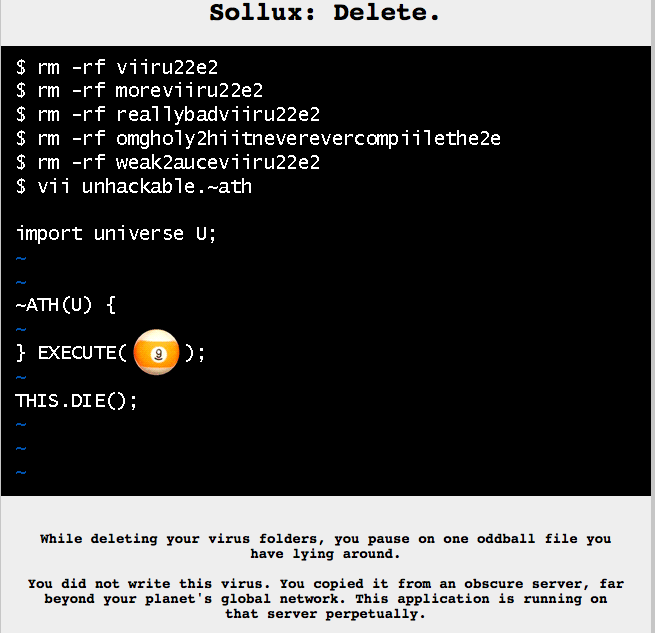 Sollux: Delete.
$ rm -rf viiru22e2
$ rm -rf moreviiru22e2
$ rm -rf reallybadviiru22e2
$ rm -rf omgholy2hiitneverevercompiilethe2e
$ rm -rf weak2auceviiru22e2
$ vii unhackable.~ath
import universe U;
~
~
~ATH(U) {
~
} EXECUTE( 9 );
~
THIS.DIE();
~
~
~
While deleting your virus folders, you pause on one oddball file you
have lying around.
You did not write this virus. You copied it from an obscure server, far
beyond your planet's global network. This application is running on
that server perpetually.